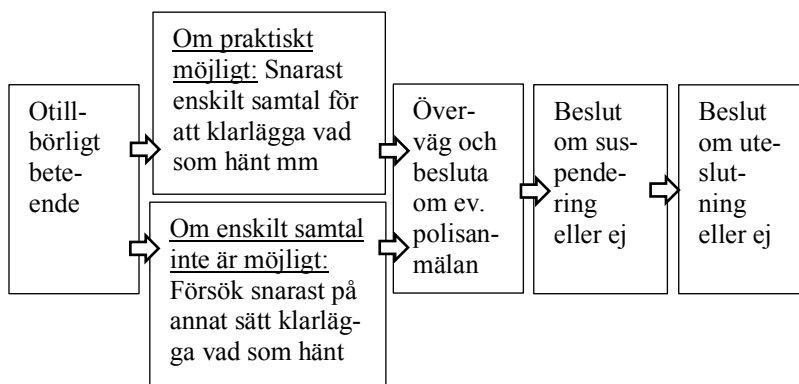 Otill-
börligt
bete-
ende
Om praktiskt
möjligt: Snarast
enskilt samtal för
att klarlägga vad
som hänt mm
Om enskilt samtal
inte är möjligt:
Försök snarast på
annat sätt klarläg-
ga vad som hänt
Över-
väg och
besluta
om ev.
polisan-
mälan
Beslut
om sus-
pende-
ring
eller ej
Beslut
om ute-
slut-
ning
eller ej